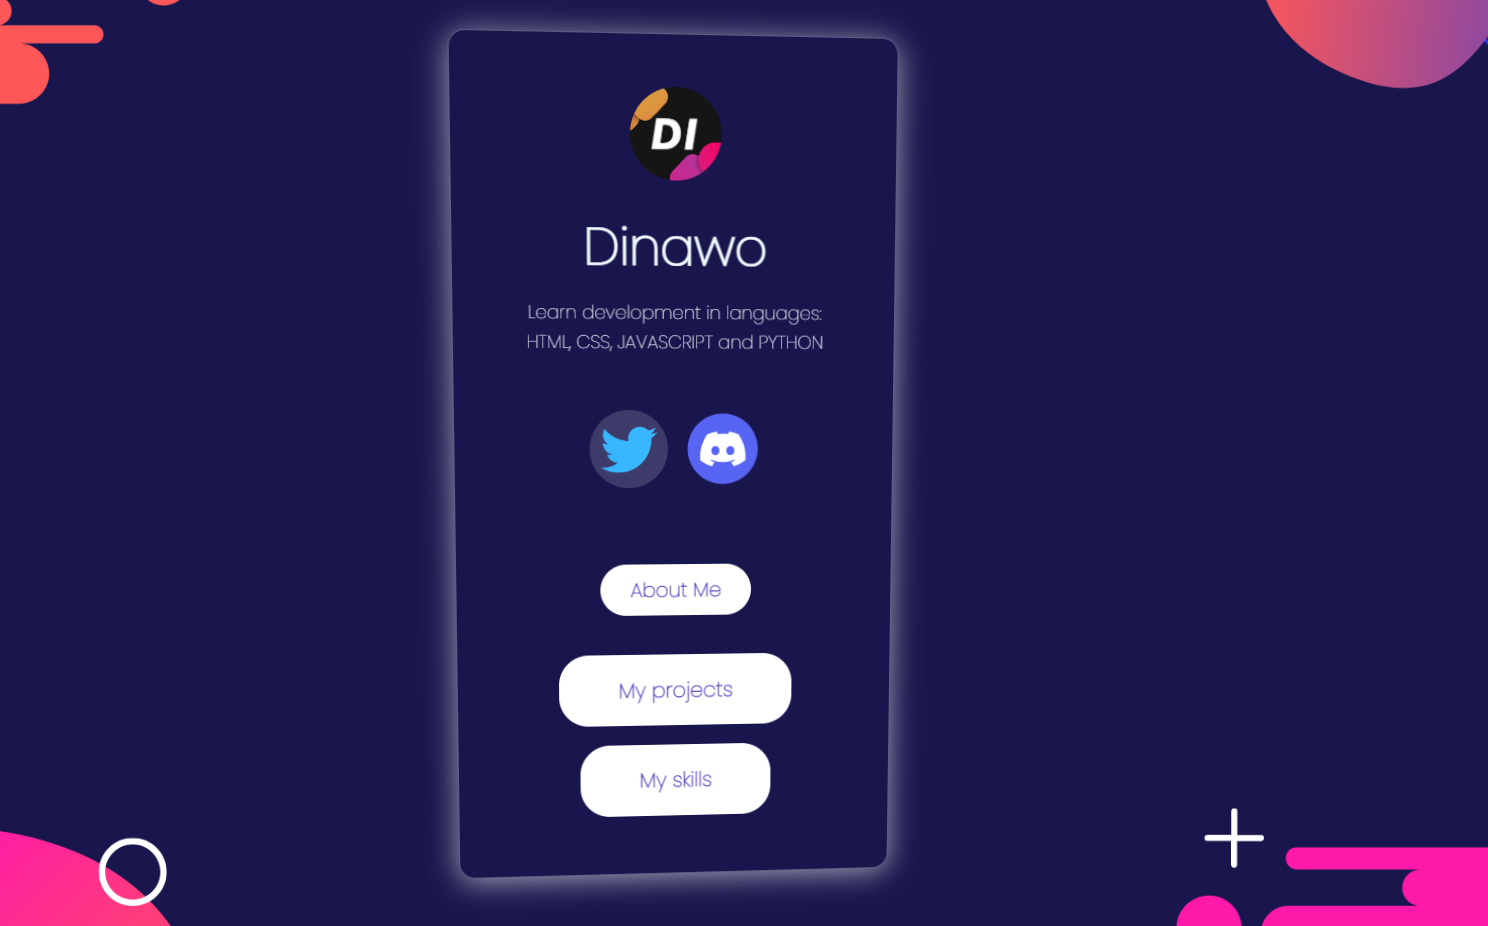 DI
Dinawo
Learn development in languages:
HTML, CSS, JAVASCRIPT and PYTHON
About Me
My projects
My skills